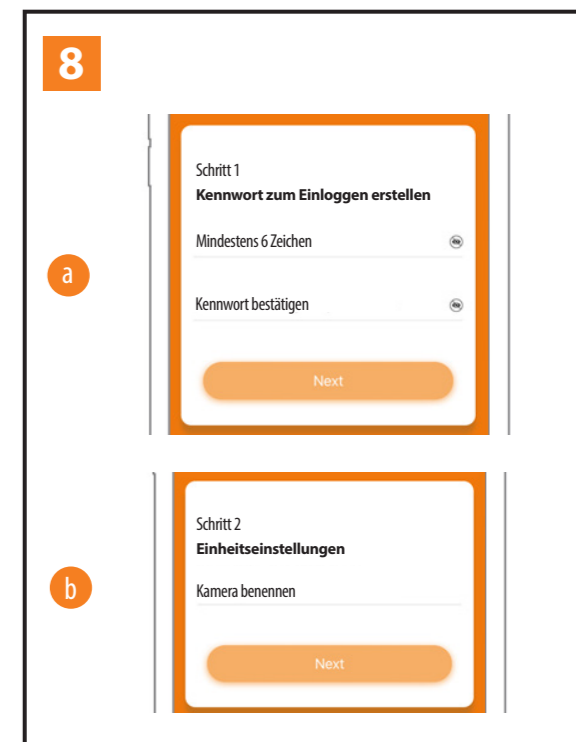 8
a
Schritt 1
Kennwort zum Einloggen erstellen
Mindestens 6 Zeichen
Kennwort bestätigen
Next
b
Schritt 2
Einheitseinstellungen
Kamera benennen
Next